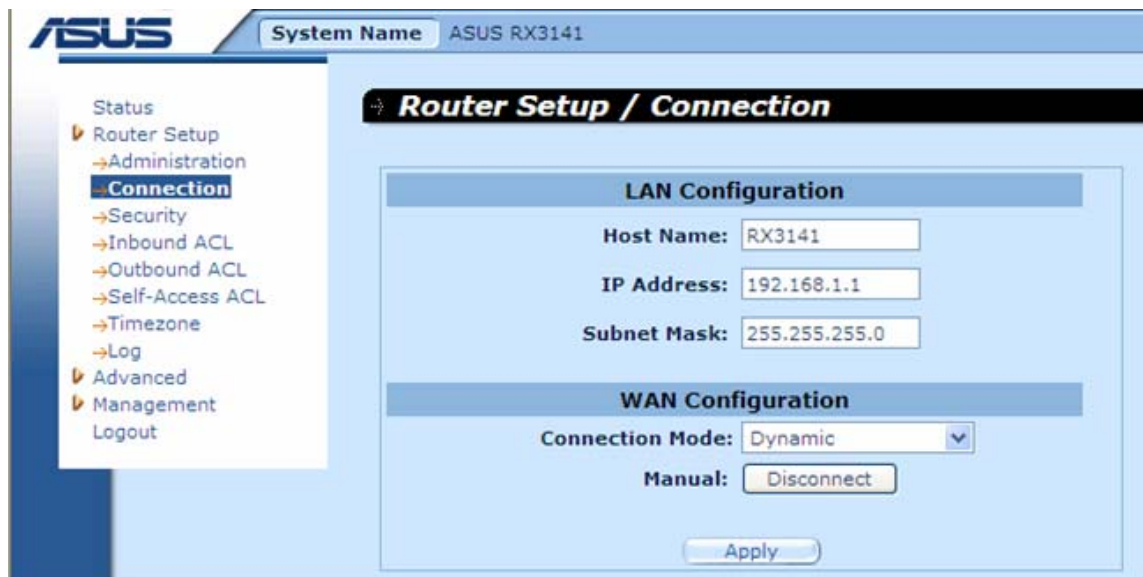 ASUS
System Name ASUS RX3141
Status
Router Setup
Administration
Connection
Security
Inbound ACL
Outbound ACL
Self-Access ACL
Timezone
Log
Advanced
Management
Logout
Router Setup / Connection
LAN Configuration
Host Name: RX3141
IP Address: 192.168.1.1
Subnet Mask: 255.255.255.0
WAN Configuration
Connection Mode: Dynamic
Manual: Disconnect
Apply